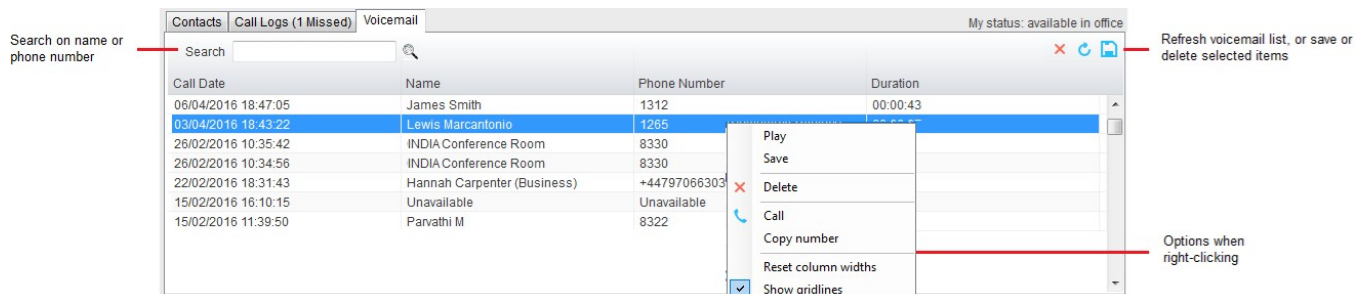 Contacts Call Logs (1 Missed) Voicemail My status: available in office
Search on name or
phone number
Search
Refresh voicemail list, or save or
delete selected items
Call Date Name Phone Number Duration
06/04/2016 18:47:05 James Smith 1312 00:00:43
03/04/2016 18:43:22 Lewis Marcantonio 1265
26/02/2016 10:35:42 INDIA Conference Room 8330
26/02/2016 10:34:56 INDIA Conference Room 8330
22/02/2016 18:31:43 Hannah Carpenter (Business) +44797066303
15/02/2016 16:10:15 Unavailable Unavailable
15/02/2016 11:39:50 Parvathi M 8322
Play
Save
Delete
Call
Copy number
Reset column widths
Show gridlines
Options when
right-clicking